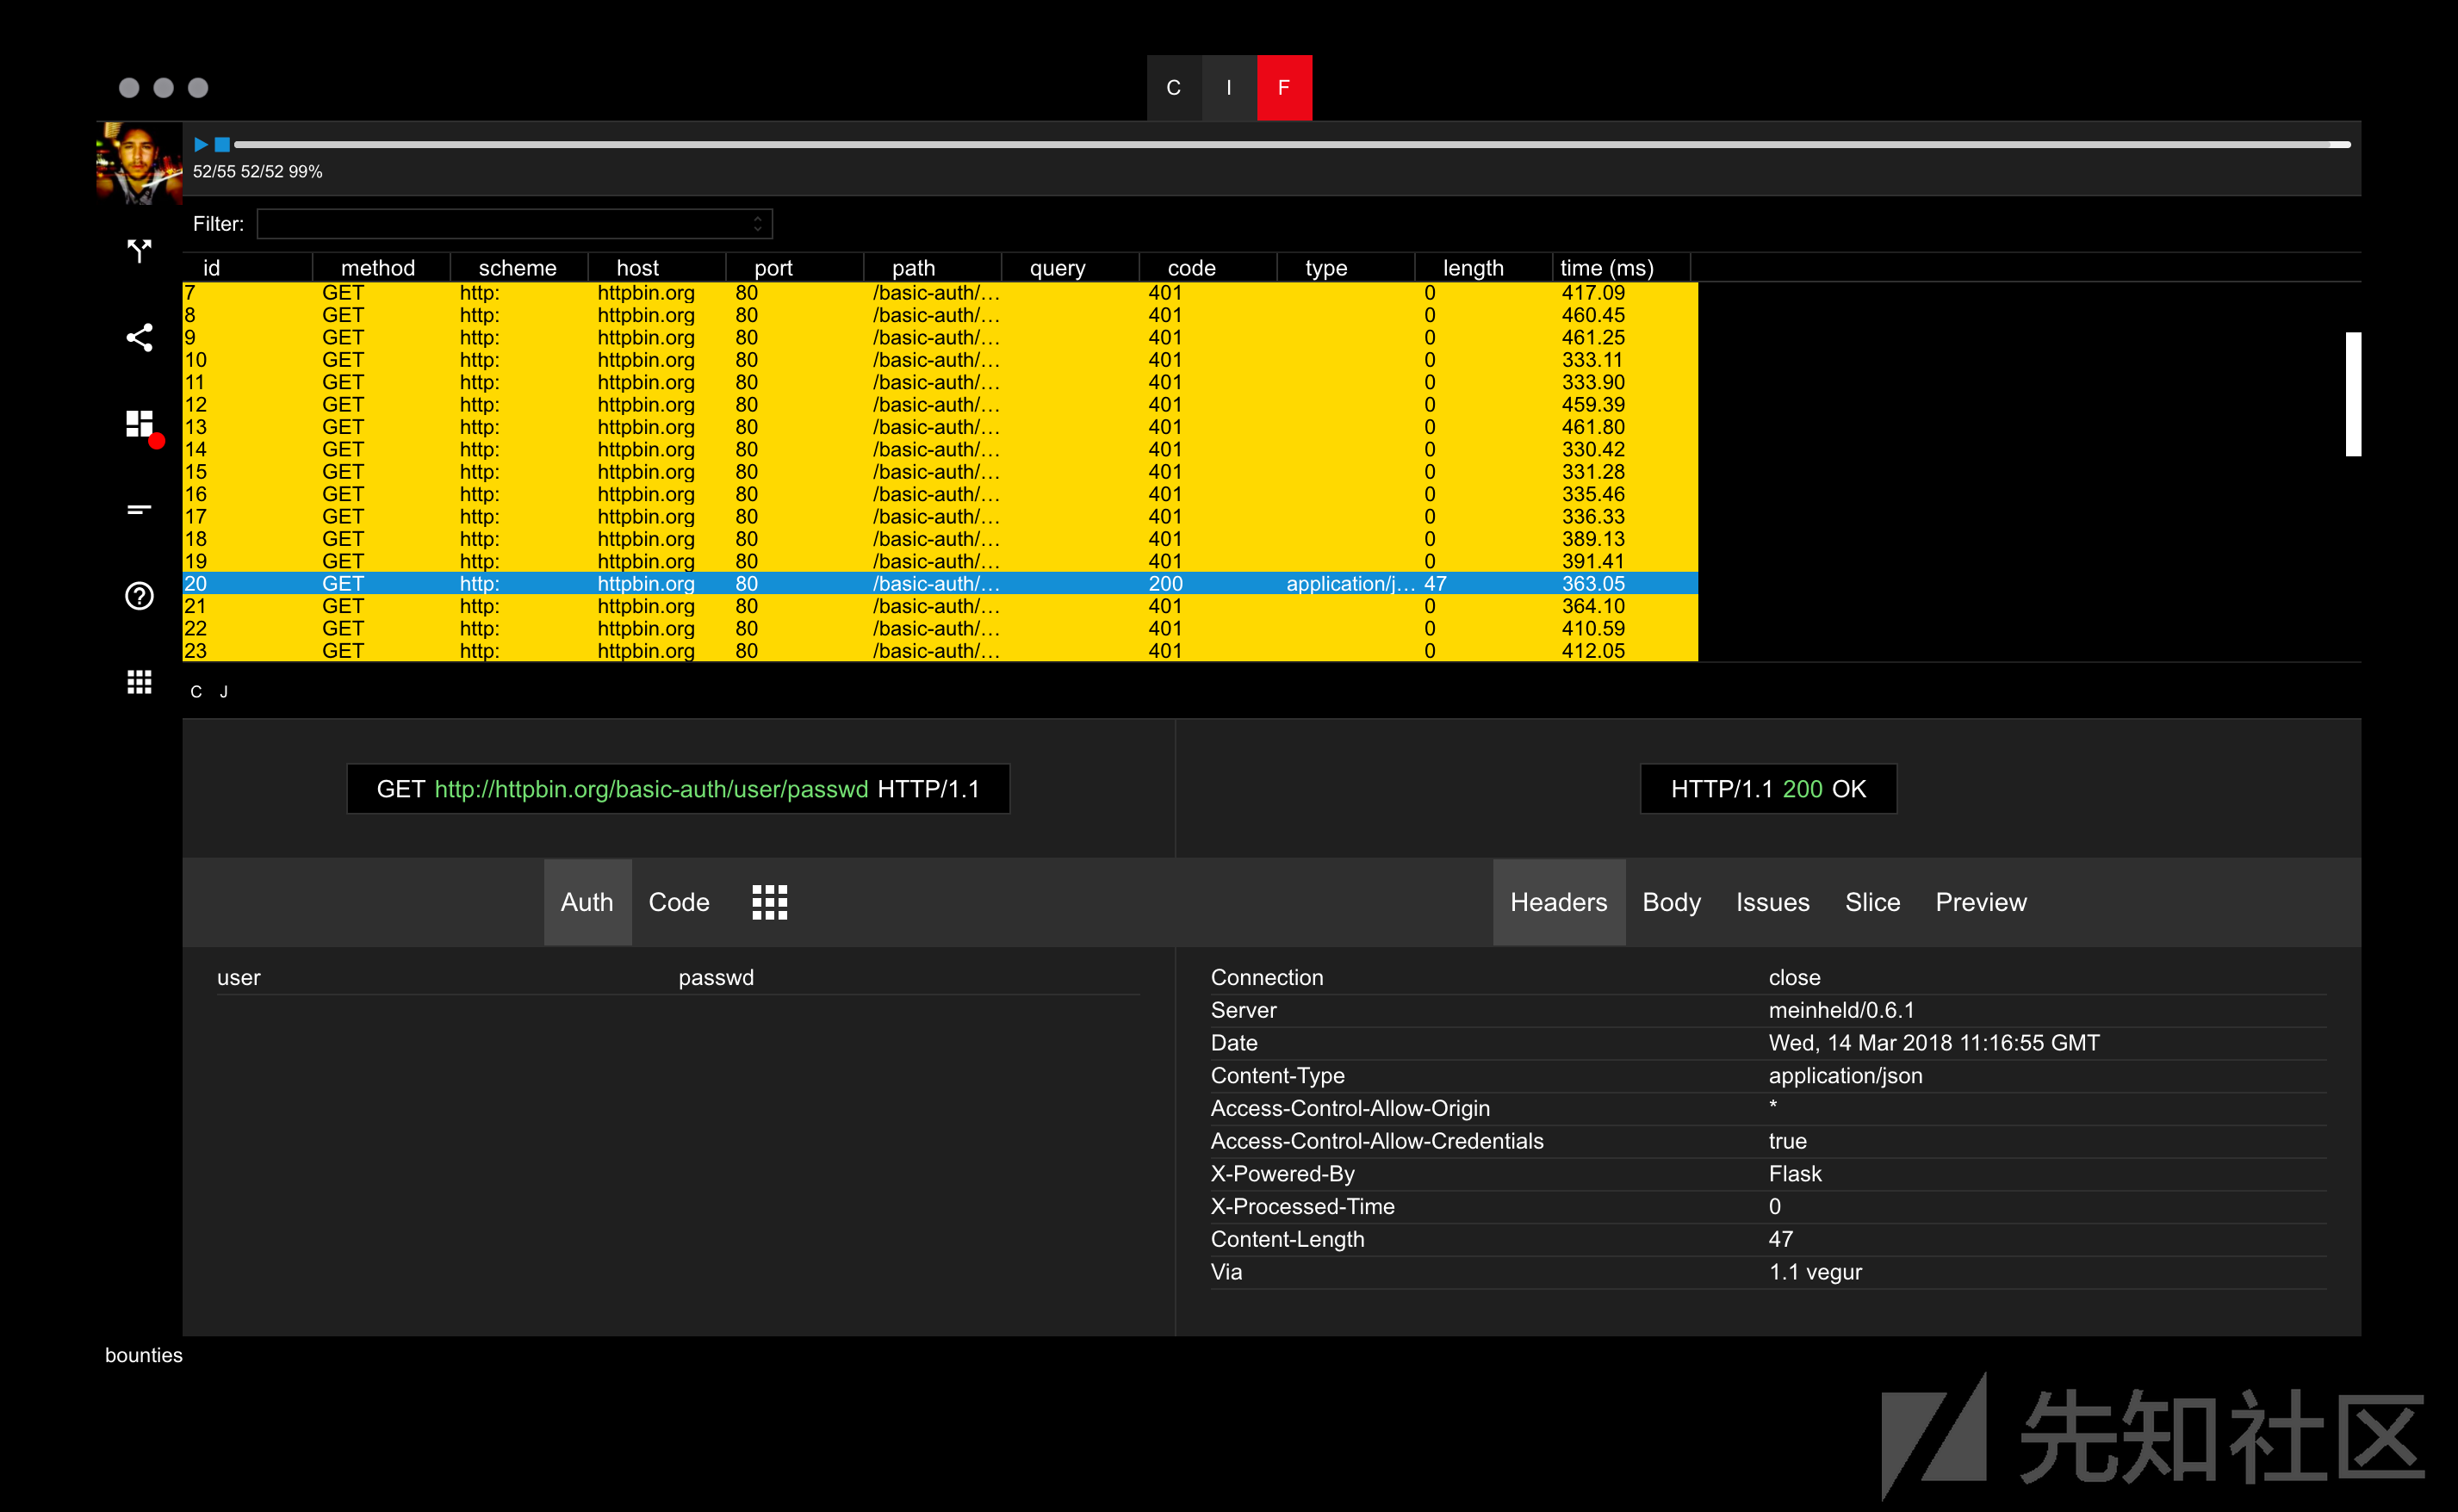 C I F
52/55 52/52 99%
Filter:
id method scheme host port path query code type length time (ms)
7 GET http: httpbin.org 80 /basic-auth/… 401 0 417.09
8 GET http: httpbin.org 80 /basic-auth/… 401 0 460.45
9 GET http: httpbin.org 80 /basic-auth/… 401 0 461.25
10 GET http: httpbin.org 80 /basic-auth/… 401 0 333.11
11 GET http: httpbin.org 80 /basic-auth/… 401 0 333.90
12 GET http: httpbin.org 80 /basic-auth/… 401 0 459.39
13 GET http: httpbin.org 80 /basic-auth/… 401 0 461.80
14 GET http: httpbin.org 80 /basic-auth/… 401 0 330.42
15 GET http: httpbin.org 80 /basic-auth/… 401 0 331.28
16 GET http: httpbin.org 80 /basic-auth/… 401 0 335.46
17 GET http: httpbin.org 80 /basic-auth/… 401 0 336.33
18 GET http: httpbin.org 80 /basic-auth/… 401 0 389.13
19 GET http: httpbin.org 80 /basic-auth/… 401 0 391.41
20 GET http: httpbin.org 80 /basic-auth/… 200 application/j… 47 363.05
21 GET http: httpbin.org 80 /basic-auth/… 401 0 364.10
22 GET http: httpbin.org 80 /basic-auth/… 401 0 410.59
23 GET http: httpbin.org 80 /basic-auth/… 401 0 412.05
C J
GET http://httpbin.org/basic-auth/user/passwd HTTP/1.1
Auth Code
user passwd
HTTP/1.1 200 OK
Headers Body Issues Slice Preview
Connection close
Server meinheld/0.6.1
Date Wed, 14 Mar 2018 11:16:55 GMT
Content-Type application/json
Access-Control-Allow-Origin *
Access-Control-Allow-Credentials true
X-Powered-By Flask
X-Processed-Time 0
Content-Length 47
Via 1.1 vegur
bounties
先知社区